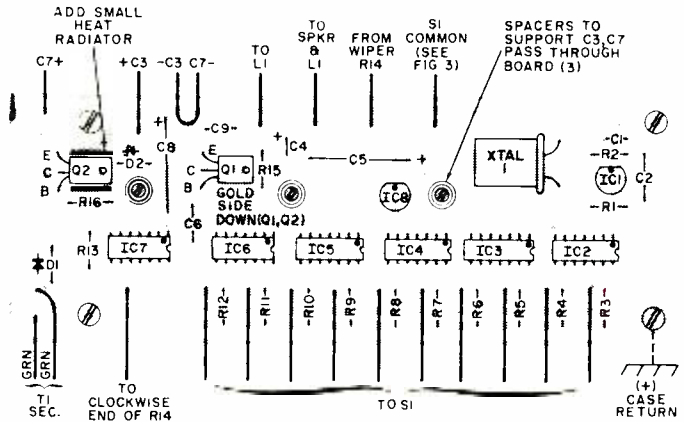 ADD SMALL
HEAT
RADIATOR
C7+
+C3
-C3 C7-
TO
L1
TO
SPKR
&
L1
FROM
WIPER
R14
S1
COMMON
(SEE
FIG 3)
SPACERS TO
SUPPORT C3,C7
PASS THROUGH
BOARD (3)
E
C
B
Q2
-R16-
-D2-
+
C8
-C9-
E
C
B
Q1
R15
+
C4
C5
+
GOLD
SIDE
DOWN(Q1,Q2)
C6
IC8
XTAL
1
-C1-
-R2-
IC1
C2
-R1-
D1
R13
IC7
IC6
IC5
IC4
IC3
IC2
-R12-
-R11-
-R10-
-R9-
-R8-
-R7-
-R6-
-R5-
-R4-
-R3-
GRN
GRN
T1
SEC.
TO
CLOCKWISE
END OF R14
TO S1
(+)
CASE
RETURN